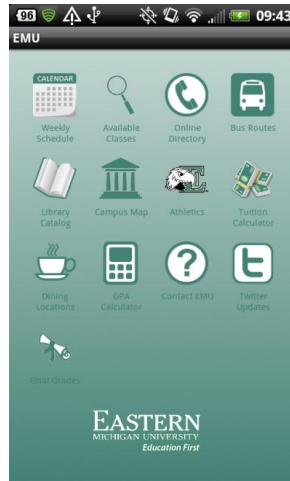 96
09:43
EMU
CALENDAR
Weekly
Schedule
Available
Classes
Online
Directory
Bus Routes
Library
Catalog
Campus Map
Athletics
Tuition
Calculator
Dining
Locations
GPA
Calculator
Contact EMU
Twitter
Updates
Final Grades
EASTERN
MICHIGAN UNIVERSITY
Education First